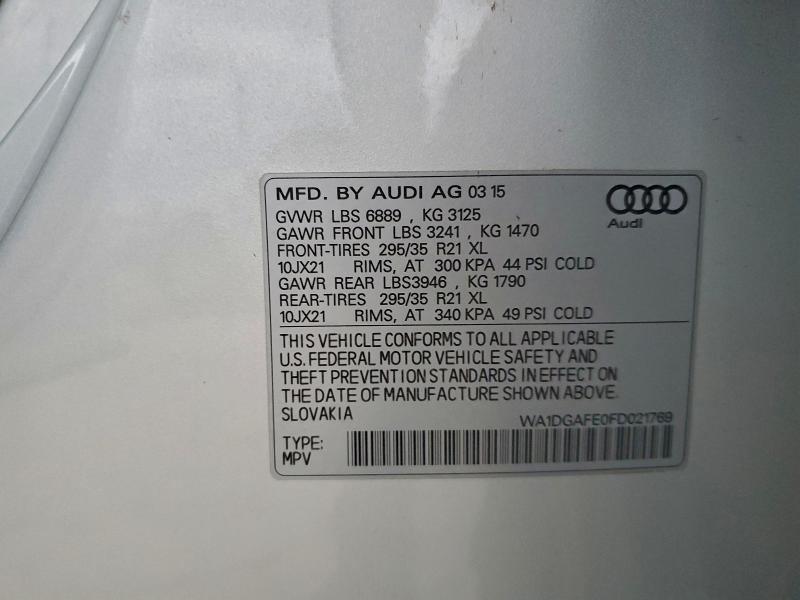 MFD. BY AUDI AG 03 15
Audi
GVWR LBS 6889 , KG 3125
GAWR FRONT LBS 3241 , KG 1470
FRONT-TIRES 295/35 R21 XL
10JX21 RIMS, AT 300 KPA 44 PSI COLD
GAWR REAR LBS3946 , KG 1790
REAR-TIRES 295/35 R21 XL
10JX21 RIMS, AT 340 KPA 49 PSI COLD
THIS VEHICLE CONFORMS TO ALL APPLICABLE
U.S. FEDERAL MOTOR VEHICLE SAFETY AND
THEFT PREVENTION STANDARDS IN EFFECT ON
THE DATE OF MANUFACTURE SHOWN ABOVE.
SLOVAKIA
WA1DGAFE0FD021769
TYPE:
MPV